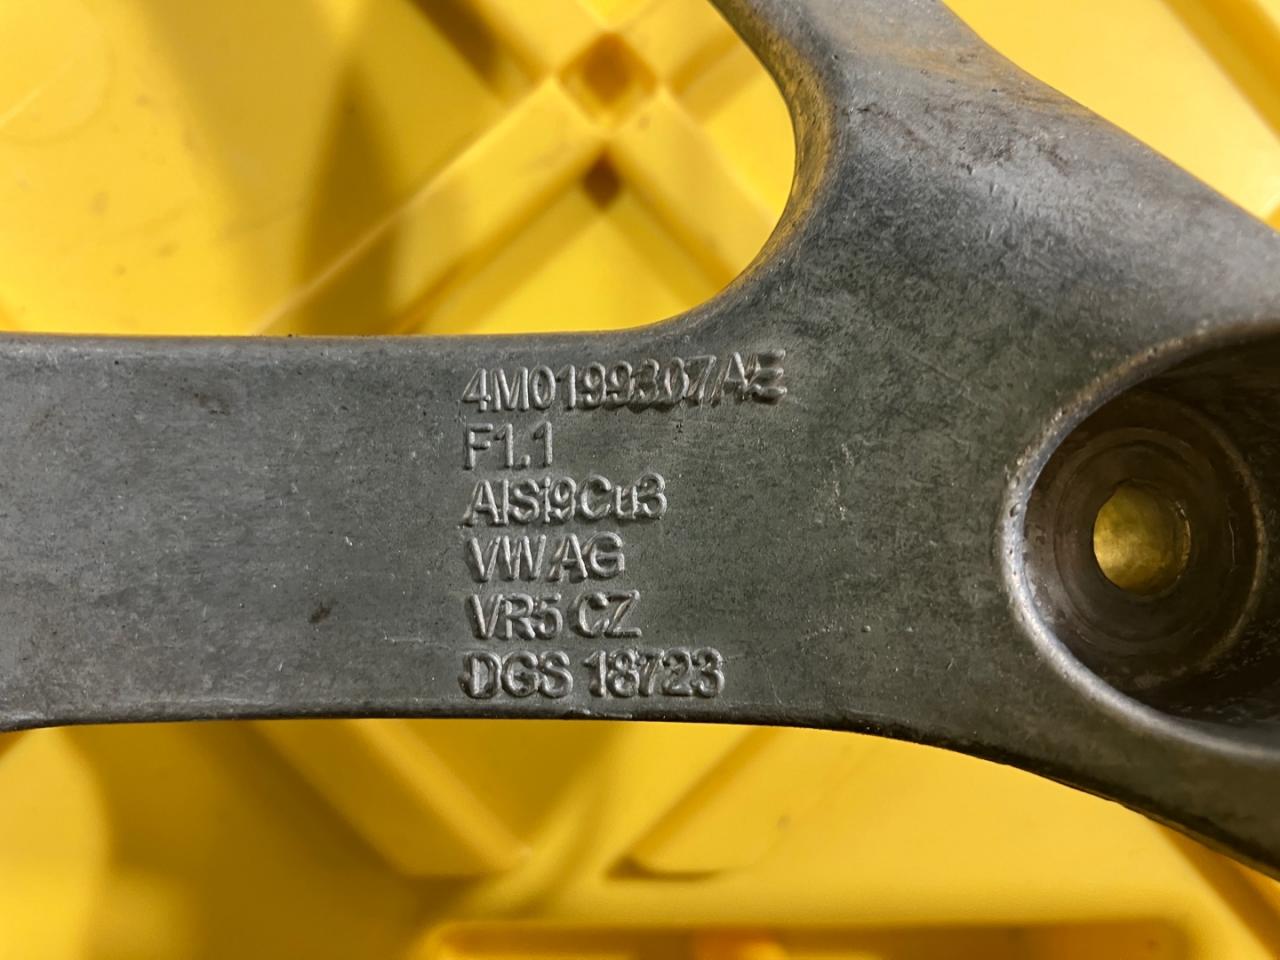 4M0199307AE
F1.1
AlSi9Cu3
VW AG
VR5 CZ
DGS 18723